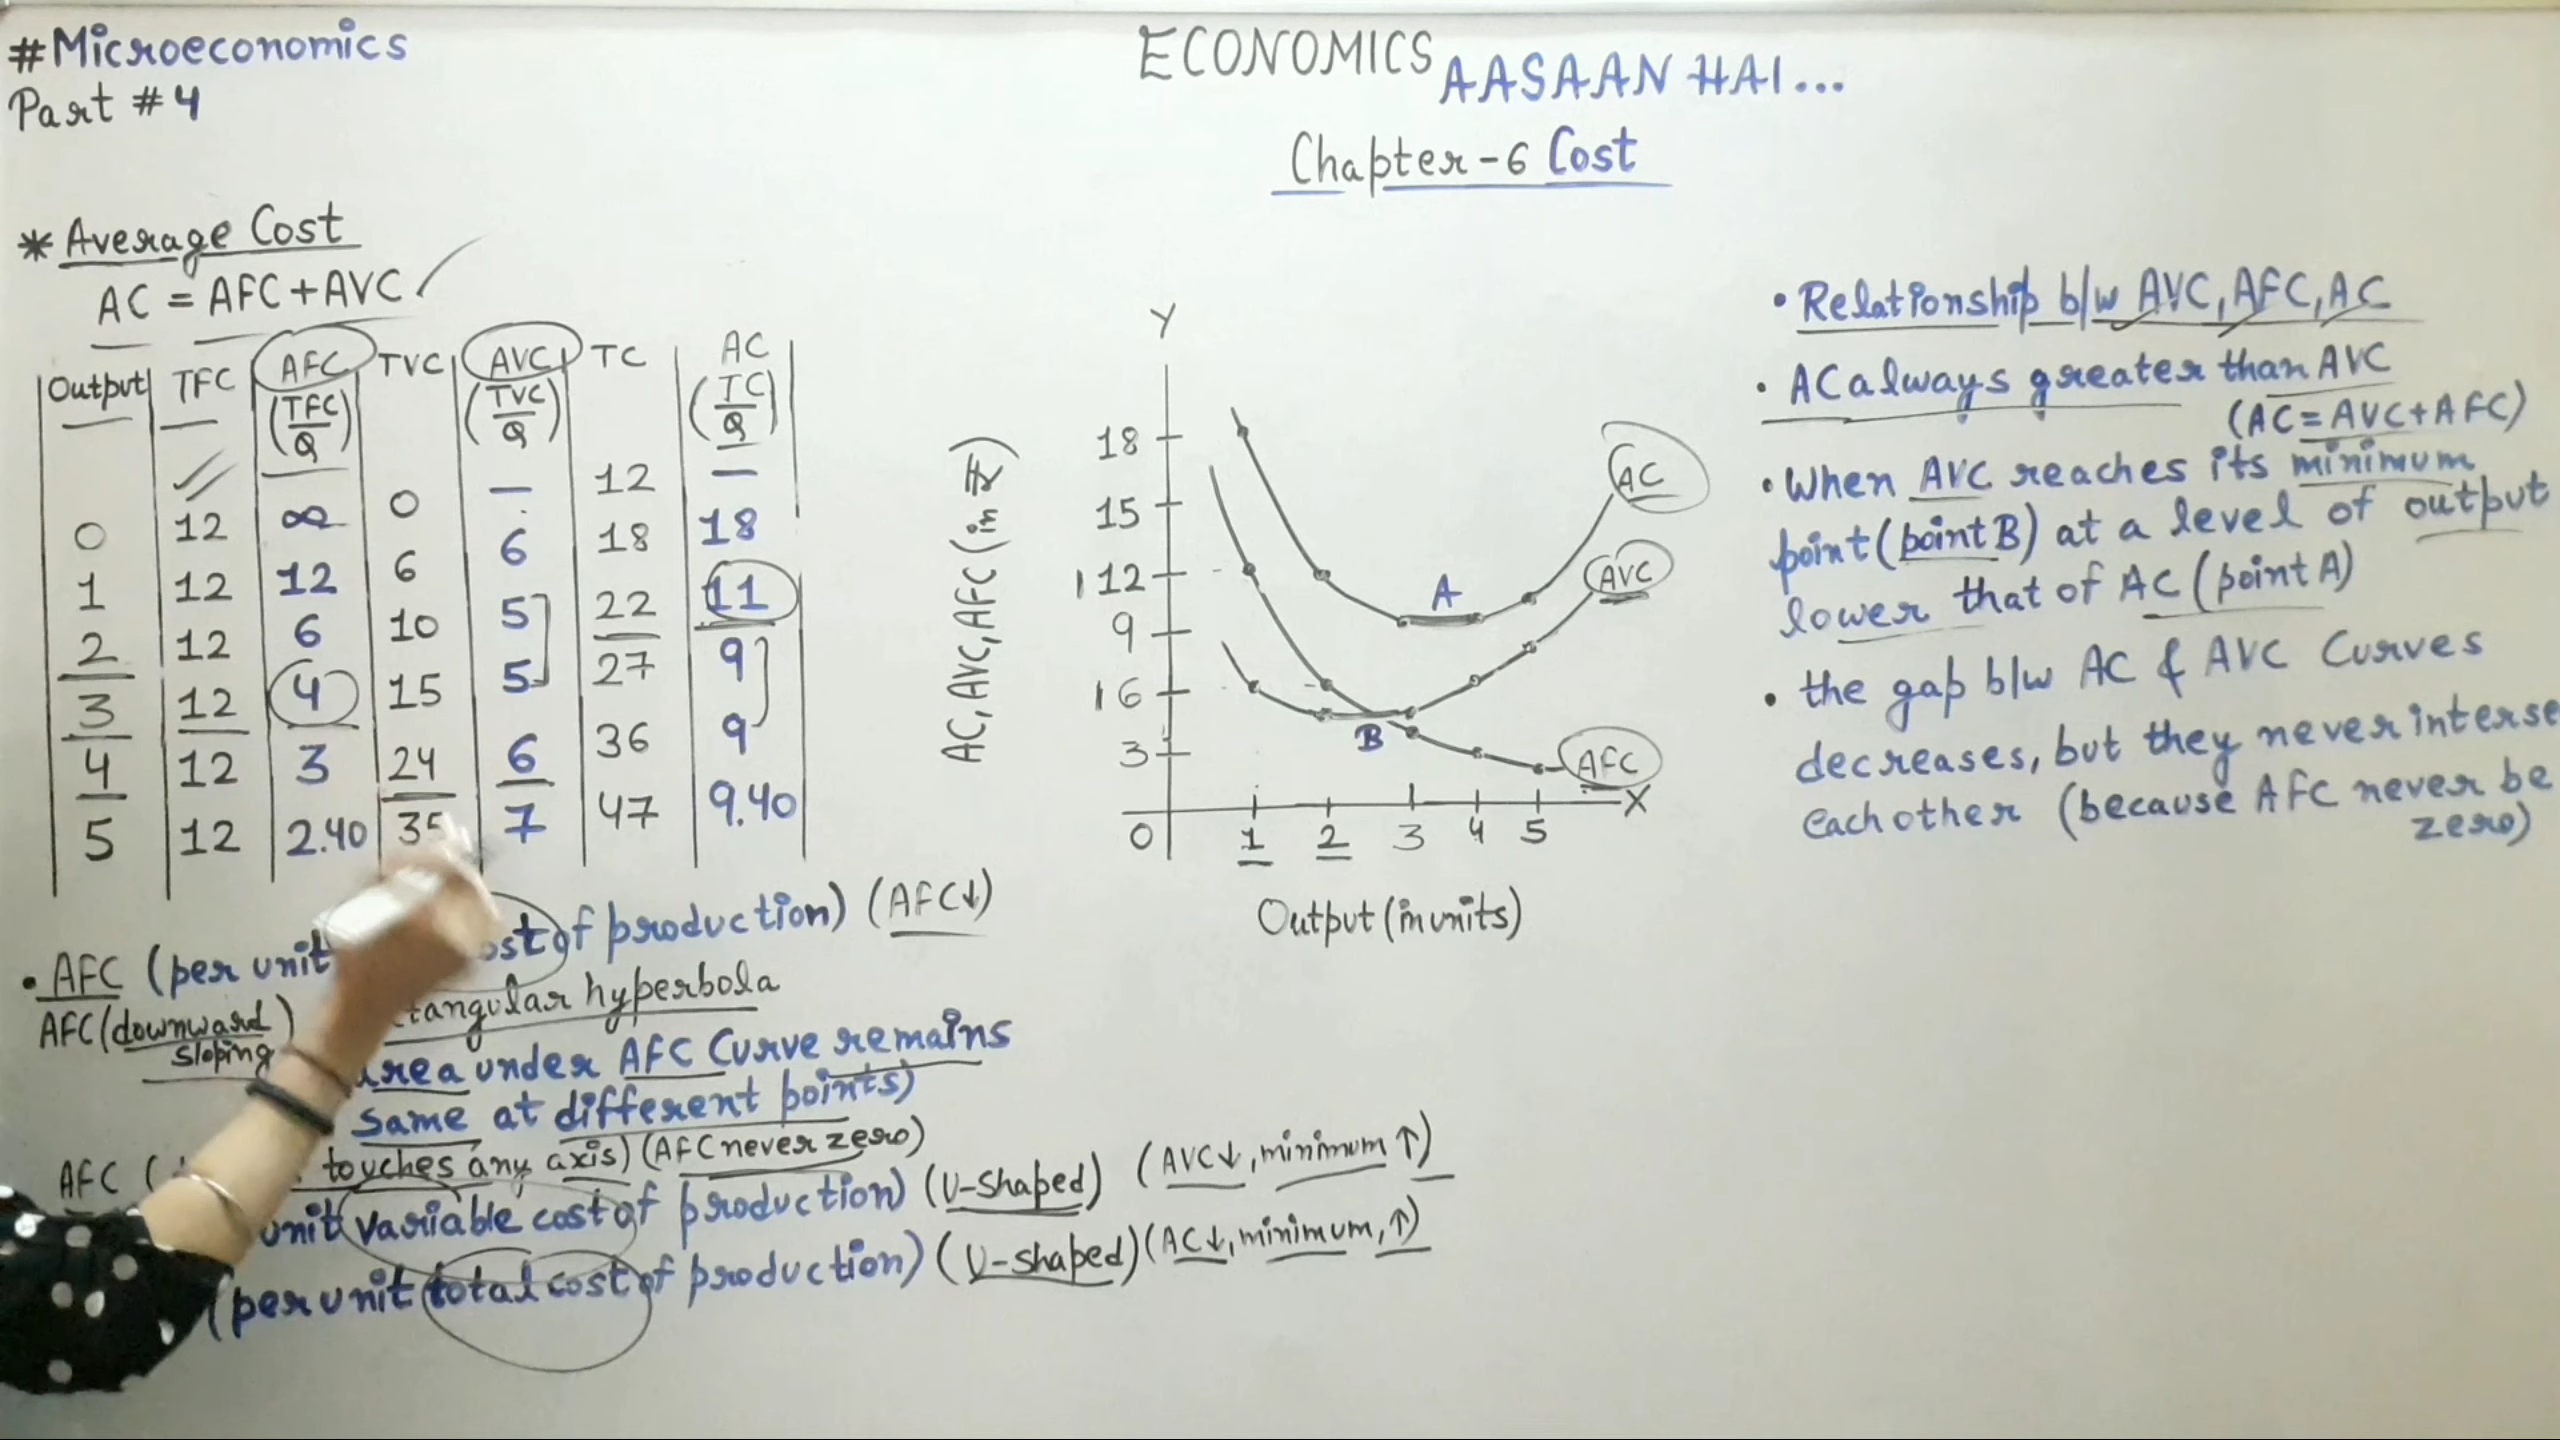 #Microeconomics
Part #4
ECONOMICS AASAAN HAI...
Chapter-6 Cost
* Average Cost
AC = AFC+AVC
Output TFC AFC (TFC/Q) TVC AVC (TVC/Q) TC AC (TC/Q)
0 12 ∞ 0 — 12 —
1 12 12 6 6 18 18
2 12 6 10 5 22 11
3 12 4 15 5 27 9
4 12 3 24 6 36 9
5 12 2.40 35 7 47 9.40
• AFC (per unit cost of production) (AFC↓)
AFC (downward sloping) hyperbola
area under AFC Curve remains
same at different points)
AFC ( touches any axis) (AFC never zero)
unit variable cost of production) (U-Shaped) (AVC↓, minimum ↑)
(per unit total cost of production) (U-Shaped) (AC↓, minimum, ↑)
Y
AC, AVC, AFC (in ₹)
18
15
12
9
6
3
0 1 2 3 4 5 X
Output (in units)
AC
AVC
AFC
A
B
• Relationship b/w AVC, AFC, AC
• AC always greater than AVC
(AC=AVC+AFC)
• When AVC reaches its minimum
point (point B) at a level of output
lower that of AC (point A)
• the gap b/w AC & AVC Curves
decreases, but they never interse
each other (because AFC never be
zero)